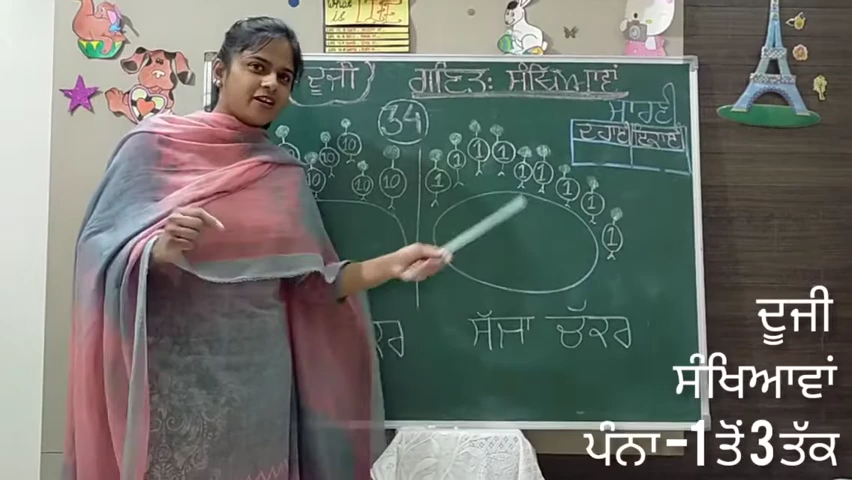 ਦੂਜੀ ਗਣਿਤ: ਸੰਖਿਆਵਾਂ
34
ਸਾਰਣੀ
ਦਹਾਈ ਇਕਾਈ
10 10 10 10 10
1 1 1 1 1 1 1 1 1
ਸੱਜਾ ਚੱਕਰ
ਦੂਜੀ
ਸੰਖਿਆਵਾਂ
ਪੰਨਾ-1 ਤੋਂ 3 ਤੱਕ